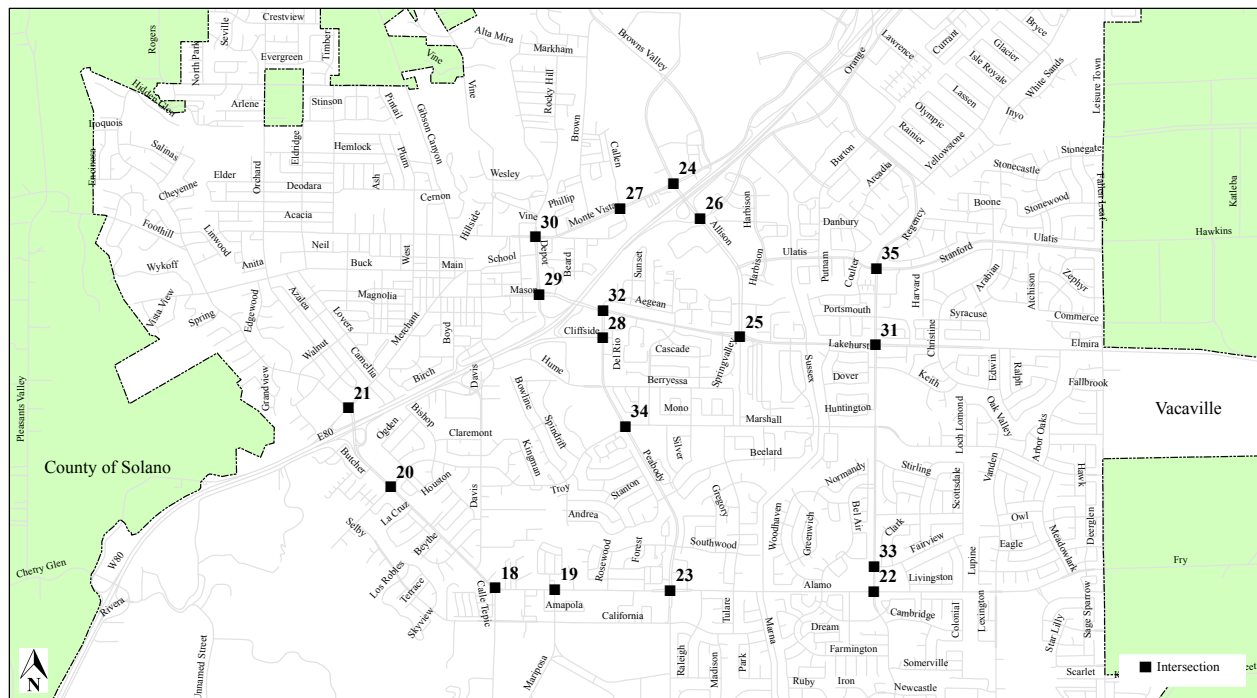 Crestview
Seville
Timber
Rogers
North Park
Evergreen
Alta Mira
Markham
Browns Valley
Orange
Lawrence
Currant
Glacier
Isle Royale
Bryce
White Sands
Leisure Town
Vine
Vine
Hidden Glen
Arlene
Stinson
Pintail
Gibson Canyon
Rocky Hill
Brown
Lassen
Inyo
Olympic
Rainier
Yellowstone
Iroquois
Salinas
Eldridge
Hemlock
Plum
Callen
Burton
Arcadia
Stonecastle
Stonegate
Encinosa
Cheyenne
Elder
Orchard
Deodara
Ash
Wesley
24
Harbison
Fallen Leaf
Katleba
Cernon
Phillip
27
Boone
Stonewood
Foothill
Linwood
Acacia
Hillside
Vine
Monte Vista
26
Allison
Danbury
Regency
Hawkins
30
Neil
West
School
Depot
Beard
Sunset
Harbison
Ulatis
Putnam
Coulter
35
Stanford
Ulatis
Wykoff
Anita
Buck
Main
Arabian
Zephyr
Vista View
Edgewood
Azalea
Magnolia
Mason
29
Aegean
32
Harvard
Atchison
Spring
Lovers
Merchant
Boyd
Portsmouth
Syracuse
Commerce
Walnut
Cliffside
28
25
31
Lakehurst
Christine
Elmira
Camellia
Birch
Davis
Hume
Del Rio
Cascade
Springvalley
Sussex
Grandview
Berryessa
Dover
Keith
Edwin
Ralph
Fallbrook
Pleasants Valley
21
Bishop
Bowline
Mono
Huntington
Oak Valley
Vacaville
E80
Ogden
Spindrift
34
Marshall
Loch Lomond
Arbor Oaks
Claremont
Silver
County of Solano
Butcher
Kingman
Peabody
Beelard
Normandy
Stirling
Vanden
Hawk
20
Houston
Troy
Stanton
Scottsdale
La Cruz
Davis
Gregory
Bel Air
Selby
Andrea
Woodhaven
Greenwich
Clark
Owl
Deerglen
Beythe
Rosewood
Forest
Southwood
Fairview
Eagle
Meadowlark
W80
Cherry Glen
33
Lupine
Fry
Los Robles
Terrace
18
19
23
Alamo
22
Livingston
Rivera
Skyview
Calle Tepic
Amapola
California
Tulare
Cambridge
Colonial
Lexington
Star Lilly
Sage Sparrow
Marna
Dream
Unnamed Street
Mariposa
Raleigh
Madison
Park
Farmington
Somerville
Scarlet
Intersection
N
Ruby
Iron
Newcastle